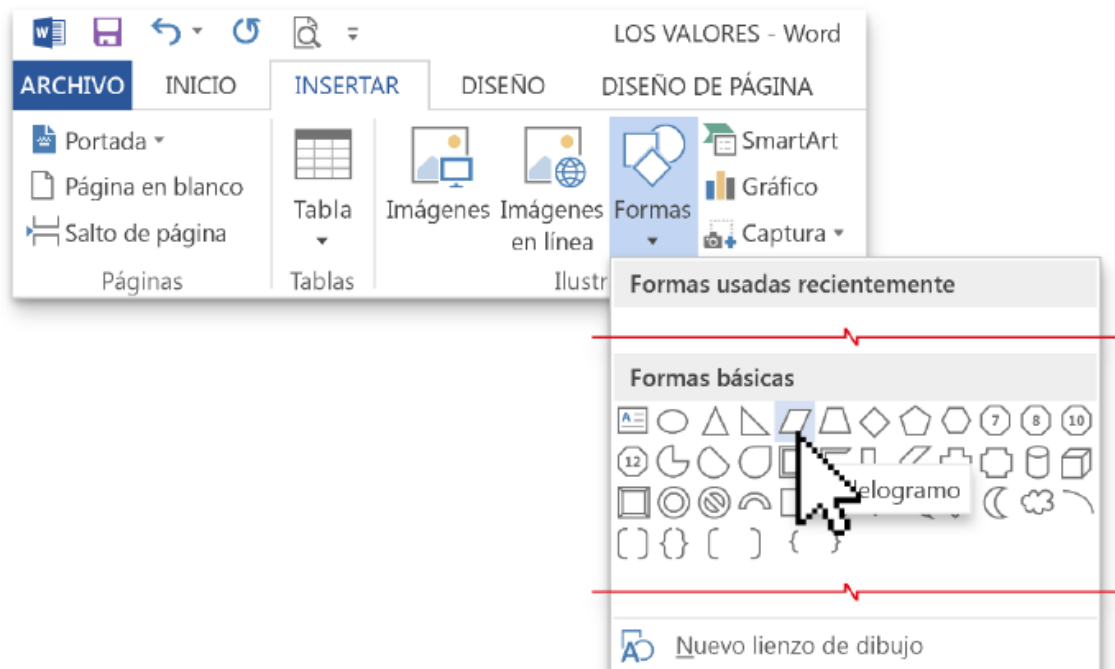 LOS VALORES - Word
ARCHIVO INICIO INSERTAR DISEÑO DISEÑO DE PÁGINA
Portada
Página en blanco
Salto de página
Páginas
Tabla
Tablas
Imágenes
Imágenes
en línea
Formas
SmartArt
Gráfico
Captura
Ilustr
Formas usadas recientemente
Formas básicas
A
7 8 10
12
lelogramo
Nuevo lienzo de dibujo